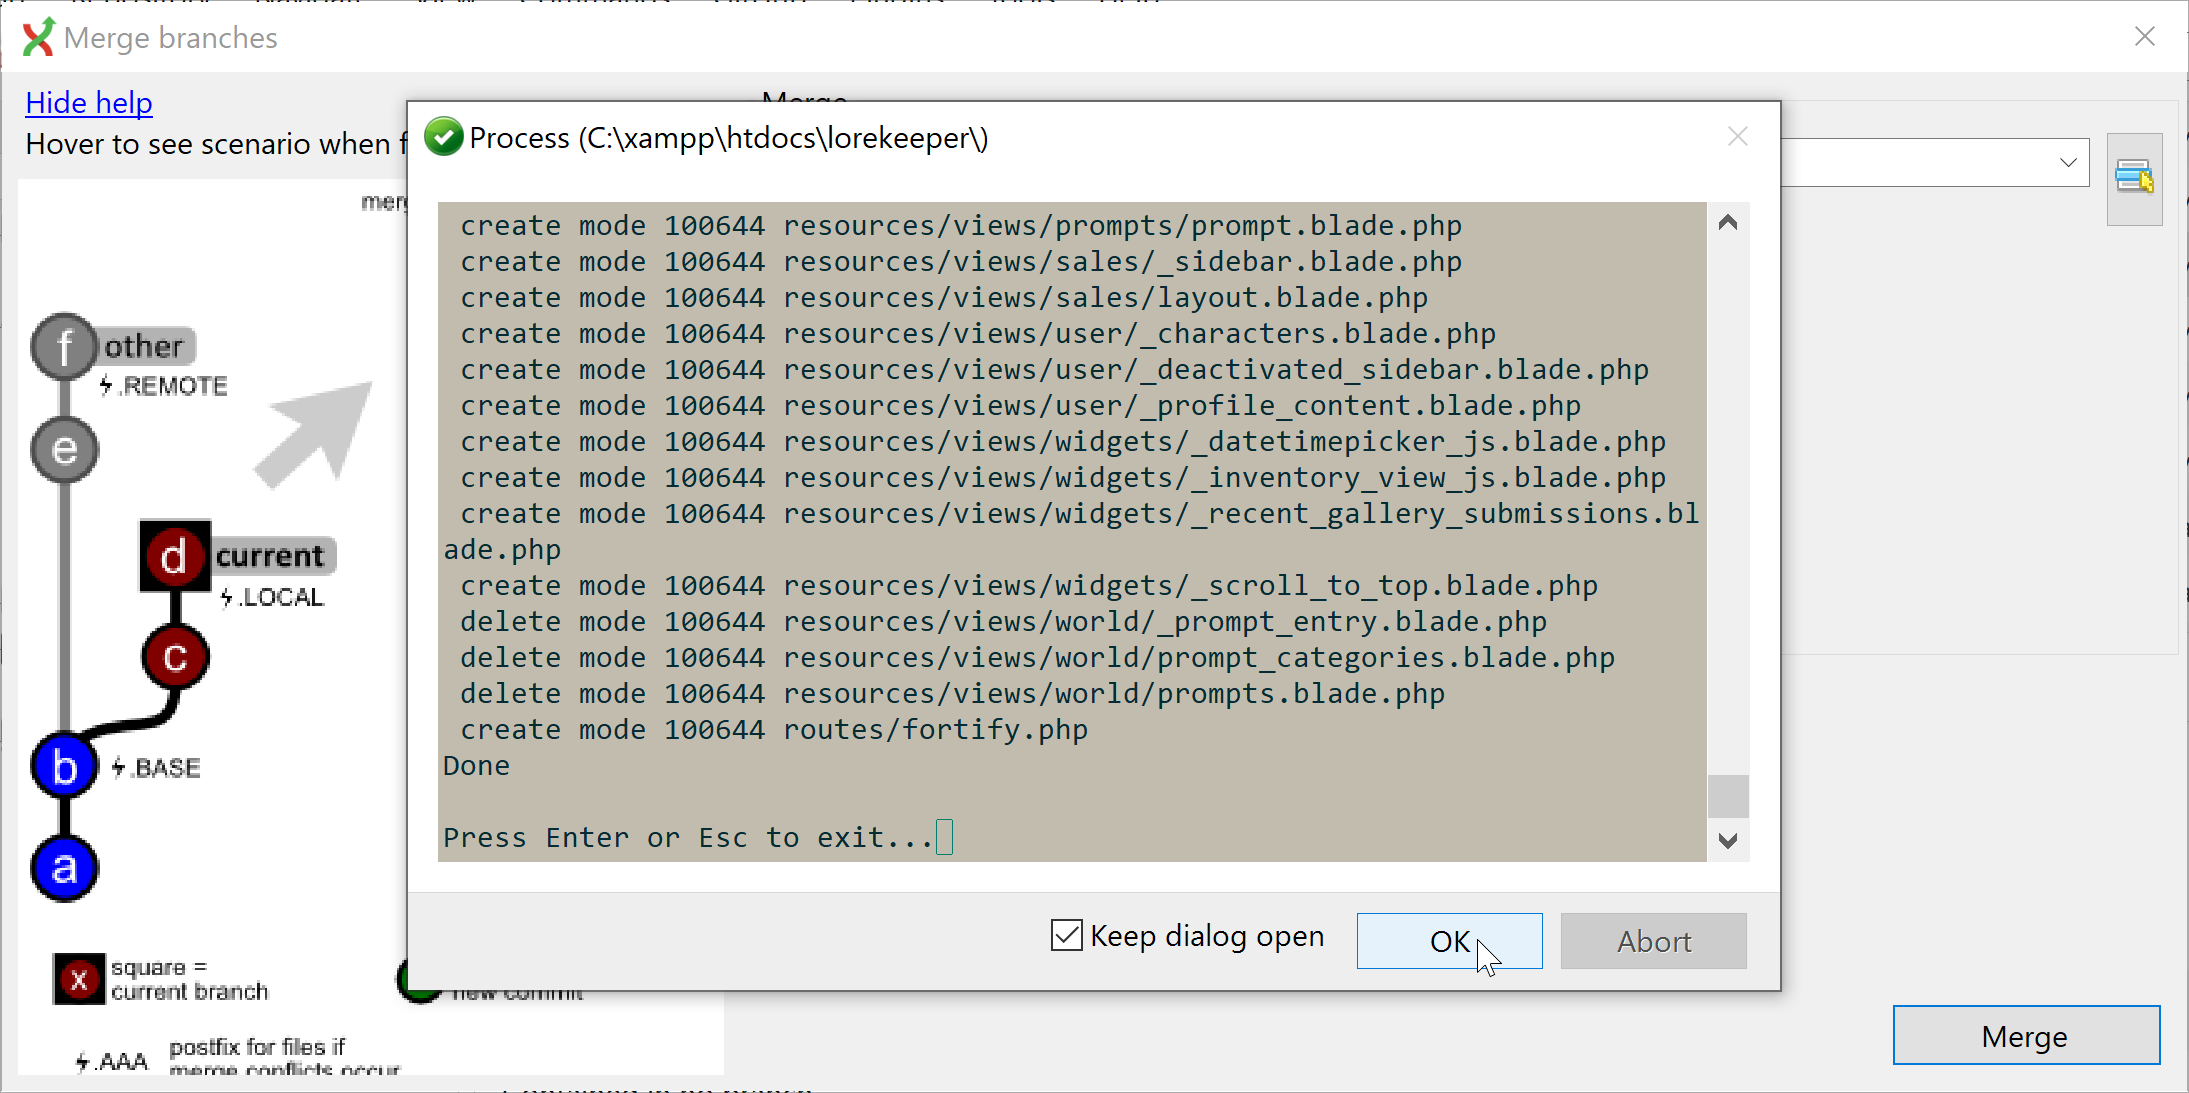 Merge branches
Hide help
Hover to see scenario when f
Merge
Process (C:\xampp\htdocs\lorekeeper\)
create mode 100644 resources/views/prompts/prompt.blade.php
create mode 100644 resources/views/sales/_sidebar.blade.php
create mode 100644 resources/views/sales/layout.blade.php
create mode 100644 resources/views/user/_characters.blade.php
create mode 100644 resources/views/user/_deactivated_sidebar.blade.php
create mode 100644 resources/views/user/_profile_content.blade.php
create mode 100644 resources/views/widgets/_datetimepicker_js.blade.php
create mode 100644 resources/views/widgets/_inventory_view_js.blade.php
create mode 100644 resources/views/widgets/_recent_gallery_submissions.bl
ade.php
create mode 100644 resources/views/widgets/_scroll_to_top.blade.php
delete mode 100644 resources/views/world/_prompt_entry.blade.php
delete mode 100644 resources/views/world/prompt_categories.blade.php
delete mode 100644 resources/views/world/prompts.blade.php
create mode 100644 routes/fortify.php
Done
Press Enter or Esc to exit...
Keep dialog open
OK
Abort
merg
f other
.REMOTE
e
d current
.LOCAL
c
b .BASE
a
x square =
current branch
new commit
.AAA postfix for files if
merge conflicts occur
Merge